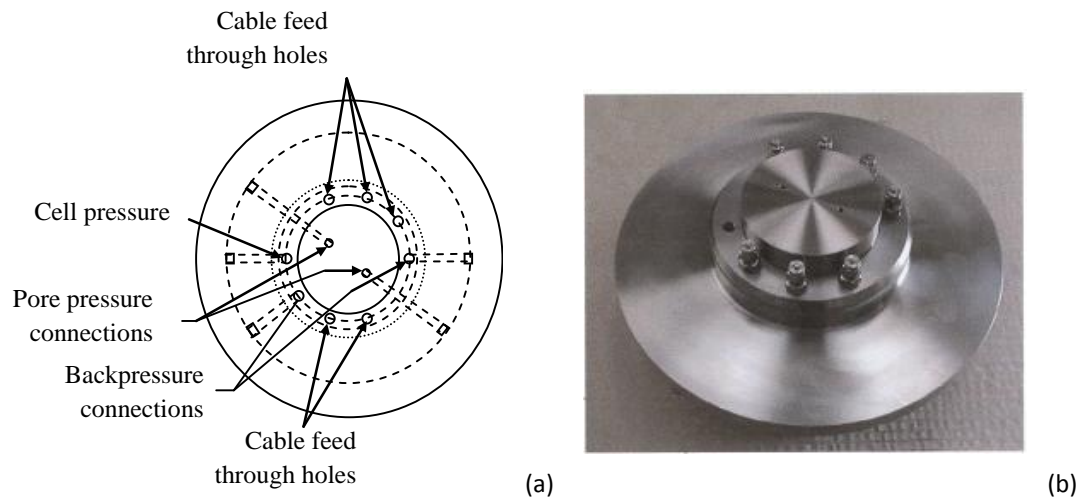 Cable feed
through holes
Cell pressure
Pore pressure
connections
Backpressure
connections
Cable feed
through holes
(a)
(b)